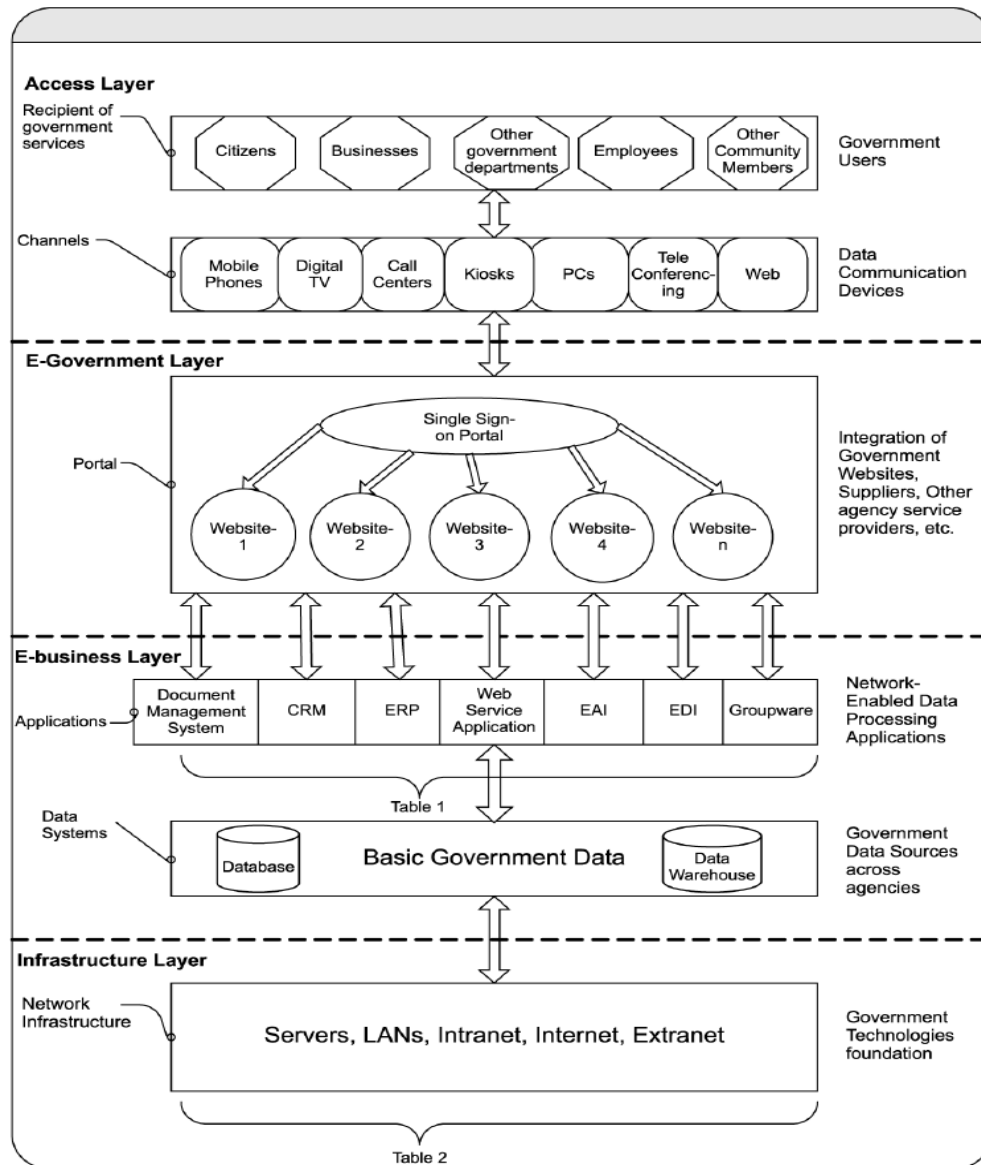 Access Layer
Recipient of
government
services
Citizens
Businesses
Other
government
departments
Employees
Other
Community
Members
Government
Users
Channels
Mobile
Phones
Digital
TV
Call
Centers
Kiosks
PCs
Tele
Conferenc-
ing
Web
Data
Communication
Devices
E-Government Layer
Single Sign-
on Portal
Portal
Website-
1
Website-
2
Website-
3
Website-
4
Website-
n
Integration of
Government
Websites,
Suppliers, Other
agency service
providers, etc.
E-business Layer
Applications
Document
Management
System
CRM
ERP
Web
Service
Application
EAI
EDI
Groupware
Network-
Enabled Data
Processing
Applications
Table 1
Data
Systems
Database
Basic Government Data
Data
Warehouse
Government
Data Sources
across
agencies
Infrastructure Layer
Network
Infrastructure
Servers, LANs, Intranet, Internet, Extranet
Government
Technologies
foundation
Table 2